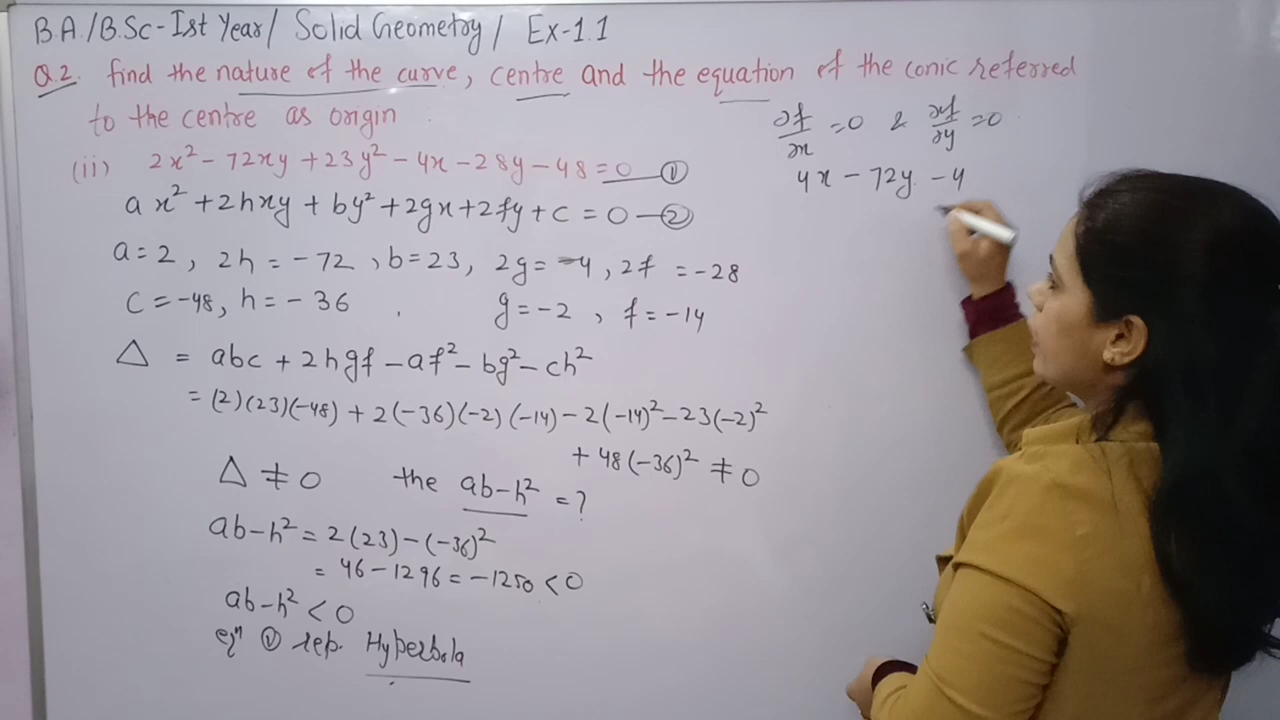 B.A./B.Sc-Ist Year/ Solid Geometry/ Ex-1.1
Q.2. find the nature of the curve, centre and the equation of the conic referred
to the centre as origin
(ii) 2x² - 72xy + 23y² - 4x - 28y - 48 = 0 —①
ax² + 2hxy + by² + 2gx + 2fy + c = 0 —②
a = 2, 2h = -72, b = 23, 2g = -4, 2f = -28
c = -48, h = -36, g = -2, f = -14
Δ = abc + 2hgf - af² - bg² - ch²
= (2)(23)(-48) + 2(-36)(-2)(-14) - 2(-14)² - 23(-2)²
+ 48(-36)² ≠ 0
Δ ≠ 0 the ab-h² = ?
ab-h² = 2(23) - (-36)²
= 46 - 1296 = -1250 < 0
ab-h² < 0
eqⁿ ① rep. Hyperbola
∂f/∂x = 0 & ∂f/∂y = 0
4x - 72y - 4